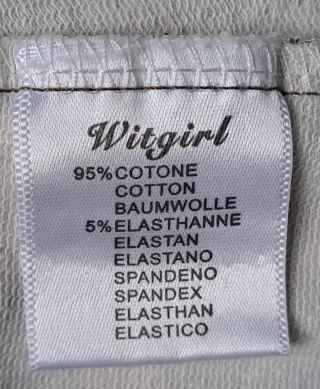 Witgirl
95%COTONE
COTTON
BAUMWOLLE
5%ELASTHANNE
ELASTAN
ELASTANO
SPANDENO
SPANDEX
ELASTHAN
ELASTICO